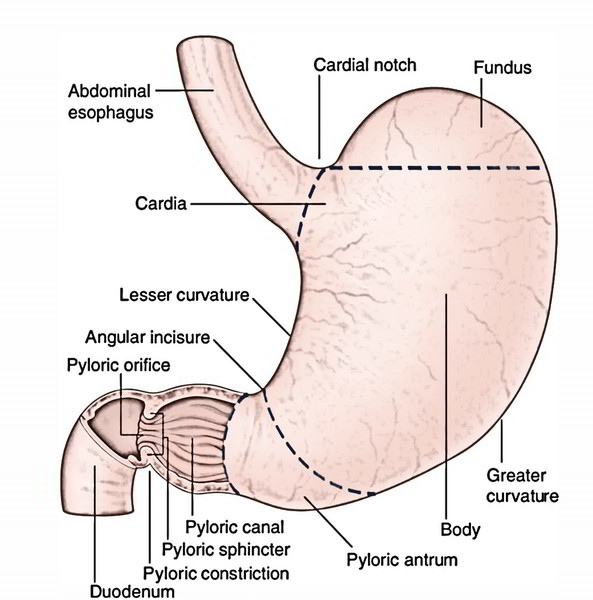 Cardial notch
Fundus
Abdominal
esophagus
Cardia
Lesser curvature
Angular incisure
Pyloric orifice
Greater
curvature
Pyloric canal
Body
Pyloric sphincter
Pyloric antrum
Pyloric constriction
Duodenum